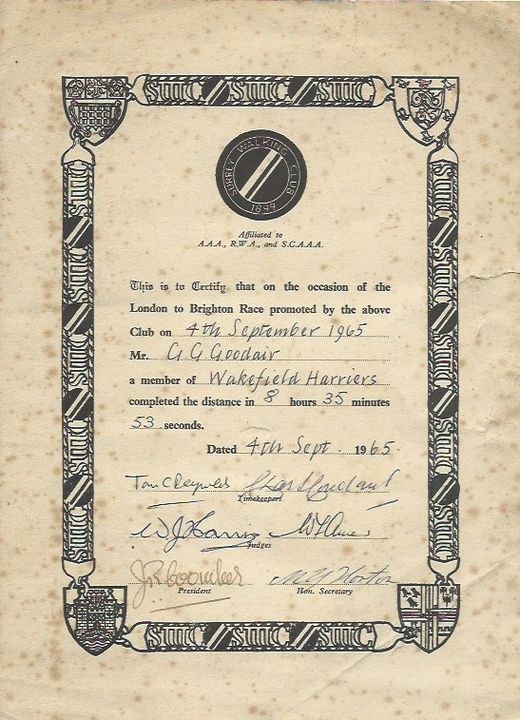 SWC SWC SWC
SURREY WALKING CLUB
1899
Affiliated to
A.A.A., R.W.A., and S.C.A.A.A.
This is to Certify that on the occasion of the
London to Brighton Race promoted by the above
Club on 4th September 1965
Mr. G G Goodair
a member of Wakefield Harriers
completed the distance in 8 hours 35 minutes
53 seconds.
Dated 4th Sept. 1965
Tom C Reynolds
Timekeepers
W J Harris
Judges
President
Hon. Secretary
SWC SWC SWC